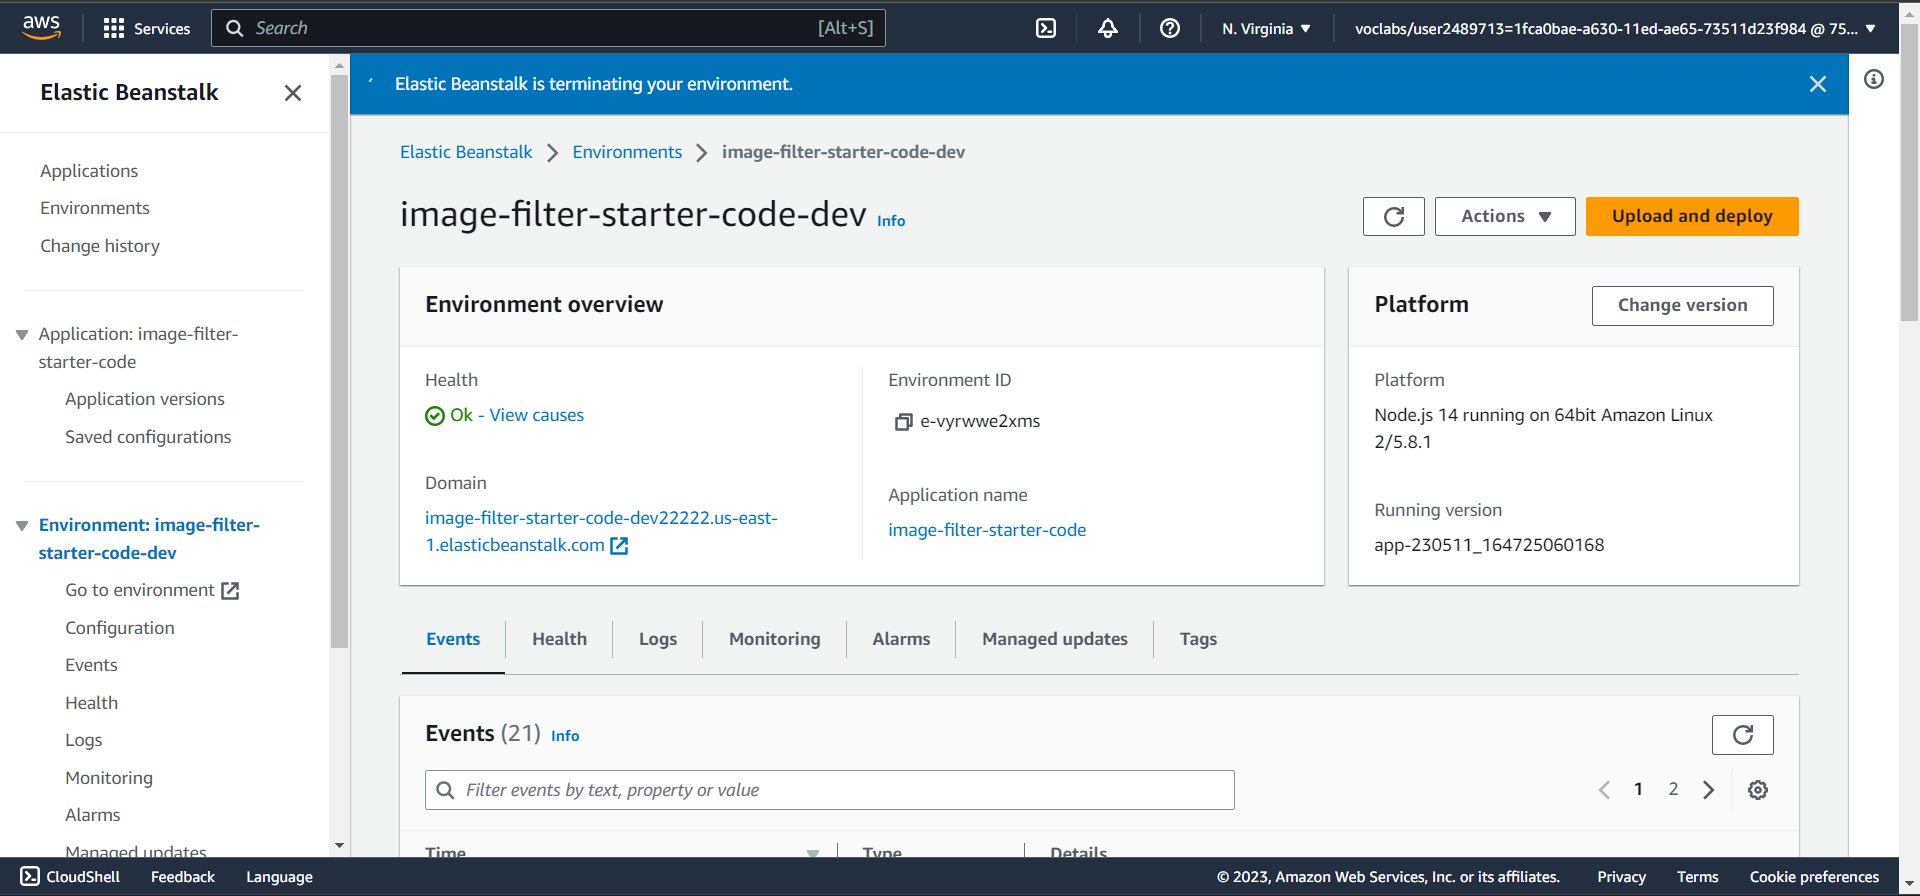 aws
Services
Search
[Alt+S]
N. Virginia
voclabs/user2489713=1fca0bae-a630-11ed-ae65-73511d23f984 @ 75...
Elastic Beanstalk
Applications
Environments
Change history
Application: image-filter-
starter-code
Application versions
Saved configurations
Environment: image-filter-
starter-code-dev
Go to environment
Configuration
Events
Health
Logs
Monitoring
Alarms
Managed updates
Elastic Beanstalk is terminating your environment.
Elastic Beanstalk
Environments
image-filter-starter-code-dev
image-filter-starter-code-dev Info
Actions
Upload and deploy
Environment overview
Health
Ok - View causes
Domain
image-filter-starter-code-dev22222.us-east-
1.elasticbeanstalk.com
Environment ID
e-vyrwwe2xms
Application name
image-filter-starter-code
Platform
Change version
Platform
Node.js 14 running on 64bit Amazon Linux
2/5.8.1
Running version
app-230511_164725060168
Events
Health
Logs
Monitoring
Alarms
Managed updates
Tags
Events (21) Info
Filter events by text, property or value
1
2
Time
Type
Details
CloudShell
Feedback
Language
© 2023, Amazon Web Services, Inc. or its affiliates.
Privacy
Terms
Cookie preferences